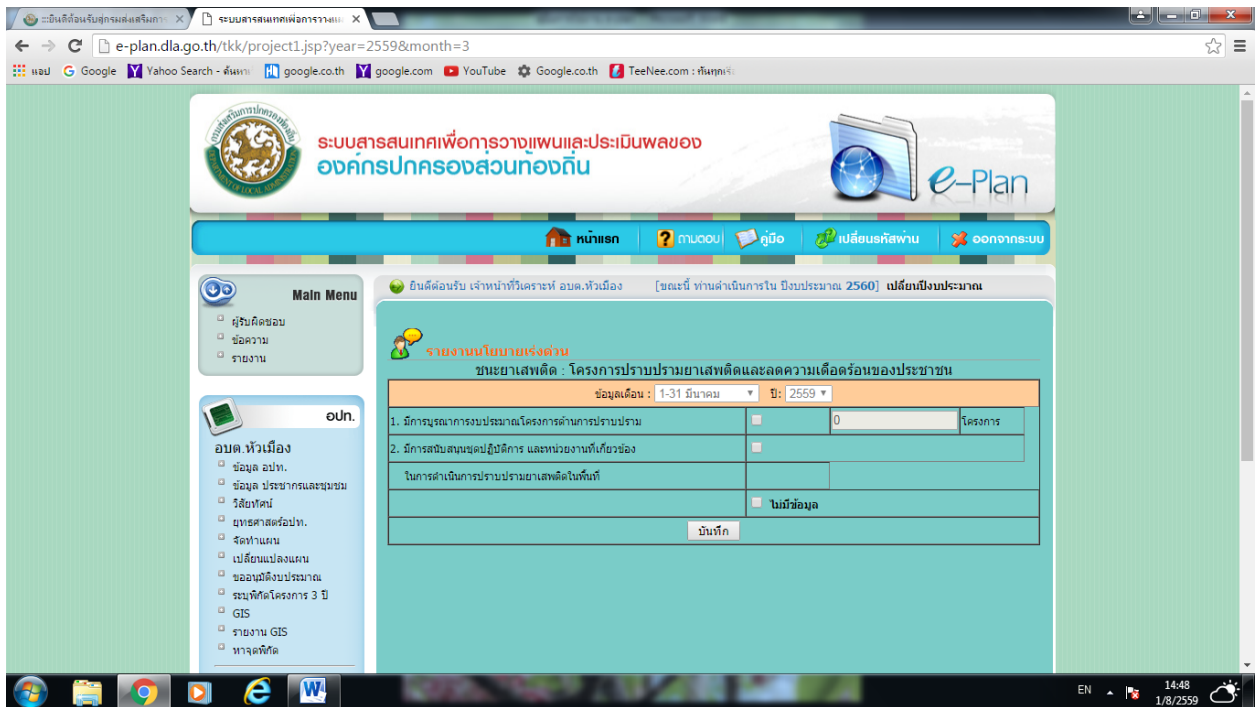 :::ยินดีต้อนรับสู่กรมส่งเสริมการ
ระบบสารสนเทศเพื่อการวางแผ
e-plan.dla.go.th/tkk/project1.jsp?year=2559&month=3
แอป
Google
Yahoo Search - ค้นหา
google.co.th
google.com
YouTube
Google.co.th
TeeNee.com : ทันทุกเรื่
กรมส่งเสริมการปกครองท้องถิ่น
DEPARTMENT OF LOCAL ADMINISTRATION
ระบบสารสนเทศเพื่อการวางแผนและประเมินผลของ
องค์กรปกครองส่วนท้องถิ่น
e-Plan
หน้าแรก
ถามตอบ
คู่มือ
เปลี่ยนรหัสผ่าน
ออกจากระบบ
Main Menu
ผู้รับผิดชอบ
ข้อความ
รายงาน
อปท.
อบต.หัวเมือง
ข้อมูล อปท.
ข้อมูล ประชากรและชุมชม
วิสัยทัศน์
ยุทธศาสตร์อปท.
จัดทำแผน
เปลี่ยนแปลงแผน
ขออนุมัติงบประมาณ
ระบุพิกัดโครงการ 3 ปี
GIS
รายงาน GIS
หาจุดพิกัด
ยินดีต้อนรับ เจ้าหน้าที่วิเคราะห์ อบต.หัวเมือง [ขณะนี้ ท่านดำเนินการใน ปีงบประมาณ 2560] เปลี่ยนปีงบประมาณ
รายงานนโยบายเร่งด่วน
ชนะยาเสพติด : โครงการปราบปรามยาเสพติดและลดความเดือดร้อนของประชาชน
ข้อมูลเดือน : 1-31 มีนาคม ปี: 2559
1. มีการบูรณาการงบประมาณโครงการด้านการปราบปราม 0 โครงการ
2. มีการสนับสนุนชุดปฏิบัติการ และหน่วยงานที่เกี่ยวข้อง
ในการดำเนินการปราบปรามยาเสพติดในพื้นที่
ไม่มีข้อมูล
บันทึก
EN
14:48
1/8/2559